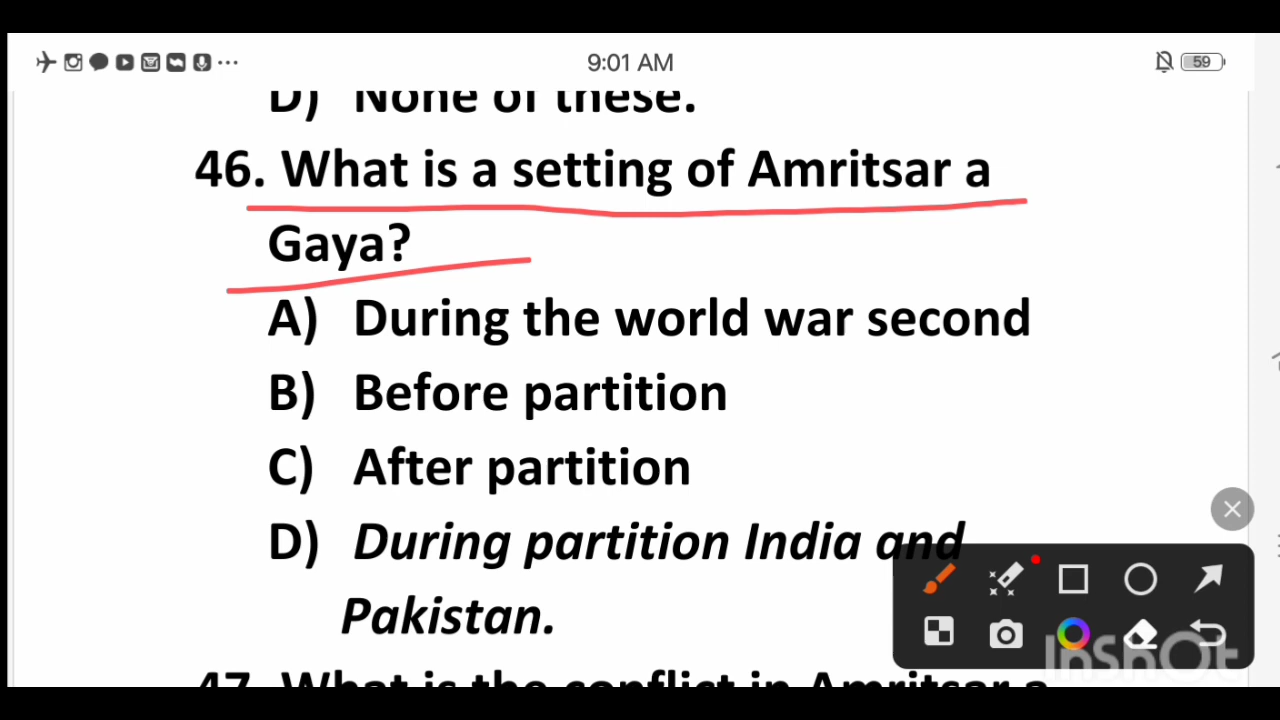 9:01 AM
59
D) None of these.
46. What is a setting of Amritsar a
Gaya?
A) During the world war second
B) Before partition
C) After partition
D) During partition India and
Pakistan.
InShOt
47. What is the conflict in Amritsar a